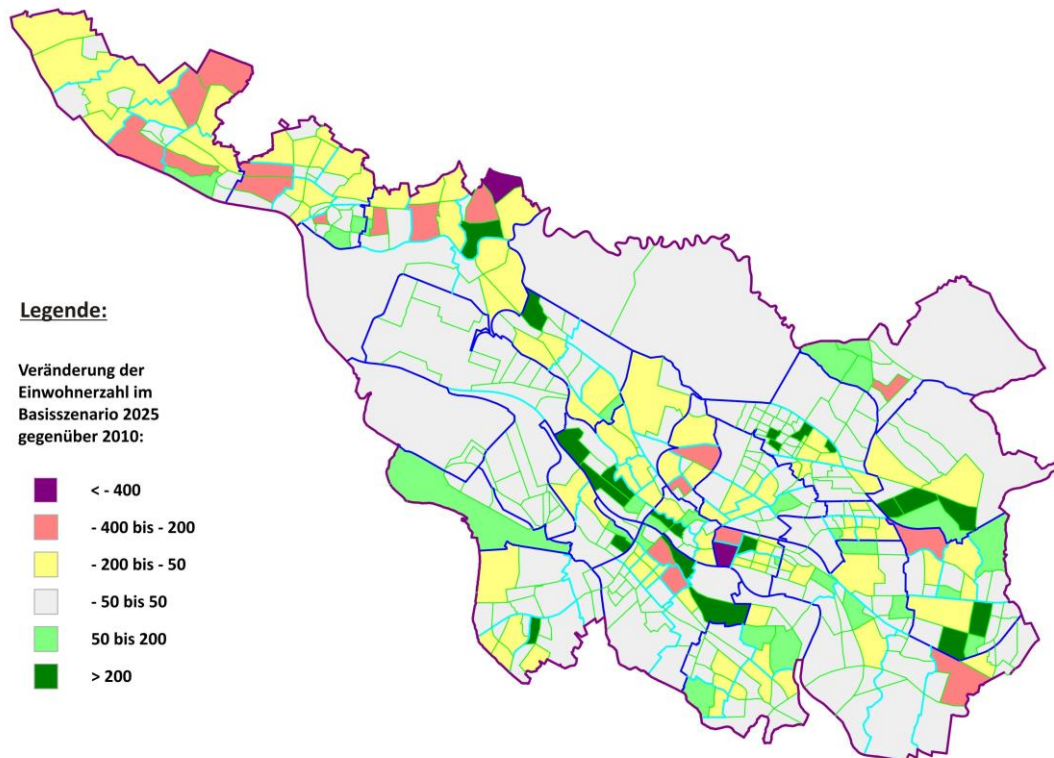 Legende:
Veränderung der
Einwohnerzahl im
Basisszenario 2025
gegenüber 2010:
< - 400
- 400 bis - 200
- 200 bis - 50
- 50 bis 50
50 bis 200
> 200